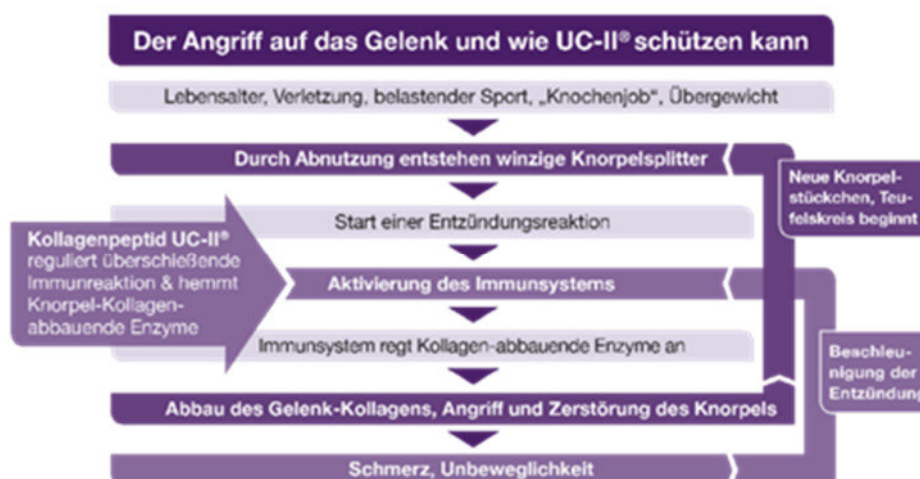 Der Angriff auf das Gelenk und wie UC-II® schützen kann
Lebensalter, Verletzung, belastender Sport, „Knochenjob“, Übergewicht
Durch Abnutzung entstehen winzige Knorpelsplitter
Neue Knorpel-
stückchen, Teu-
felskreis beginnt
Start einer Entzündungsreaktion
Kollagenpeptid UC-II®
reguliert überschießende
Immunreaktion & hemmt
Knorpel-Kollagen-
abbauende Enzyme
Aktivierung des Immunsystems
Immunsystem regt Kollagen-abbauende Enzyme an
Beschleu-
nigung der
Entzündung
Abbau des Gelenk-Kollagens, Angriff und Zerstörung des Knorpels
Schmerz, Unbeweglichkeit